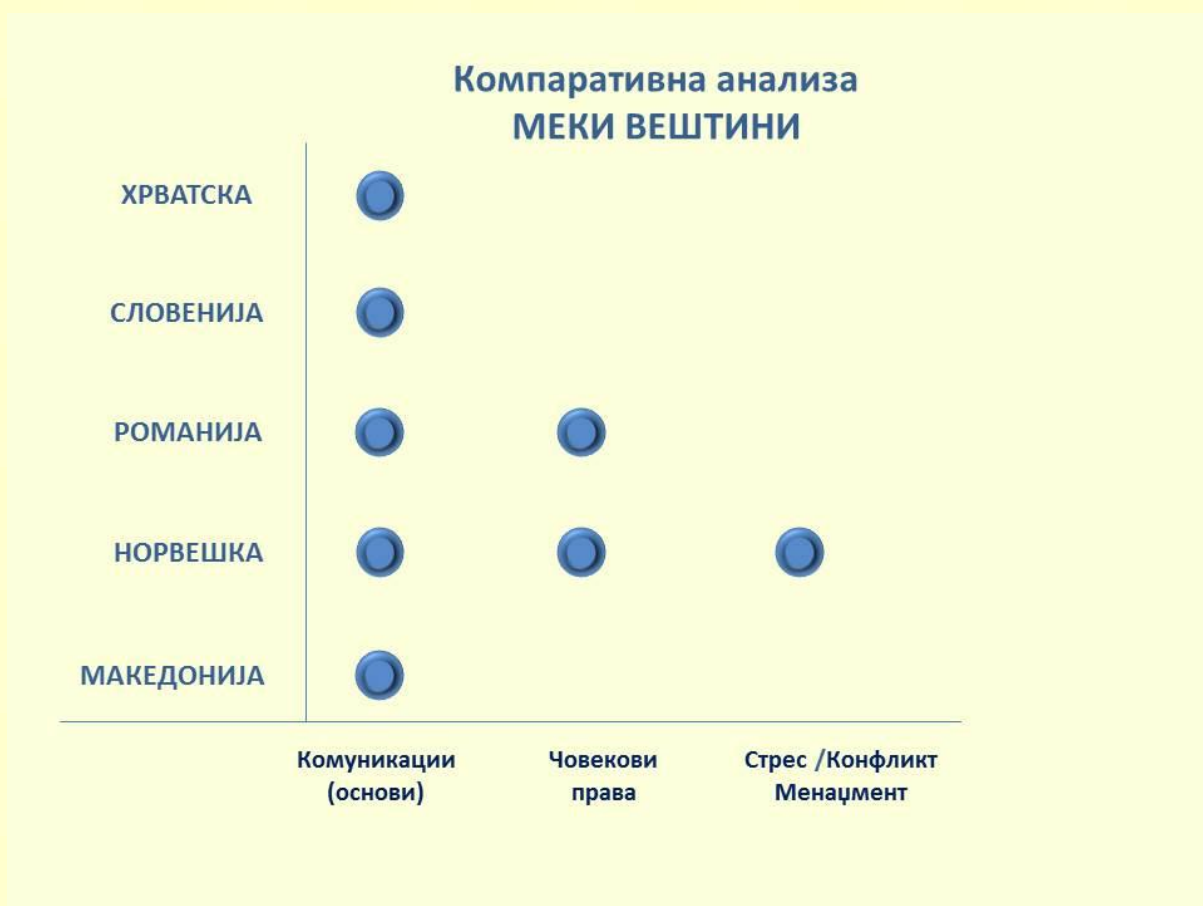 Компаративна анализа
МЕКИ ВЕШТИНИ
ХРВАТСКА
СЛОВЕНИЈА
РОМАНИЈА
НОРВЕШКА
МАКЕДОНИЈА
Комуникации
(основи)
Човекови
права
Стрес /Конфликт
Менаџмент